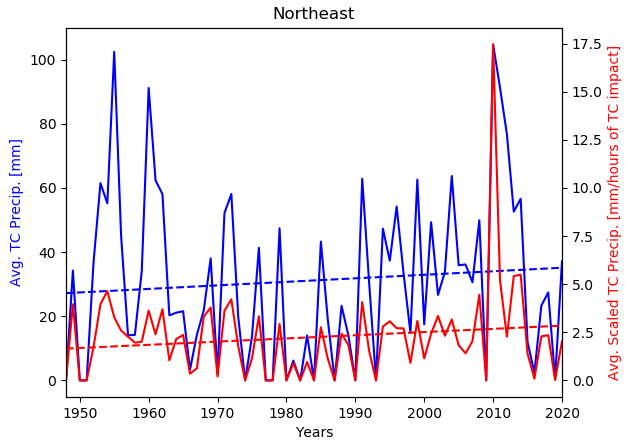 Northeast
Avg. TC Precip. [mm]
100
80
60
40
20
0
17.5
15.0
12.5
10.0
7.5
5.0
2.5
0.0
Avg. Scaled TC Precip. [mm/hours of TC impact]
1950 1960 1970 1980 1990 2000 2010 2020
Years